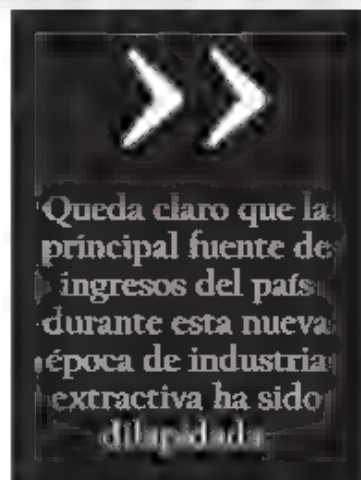 »
Queda claro que la
principal fuente de
ingresos del país
durante esta nueva
época de industria
extractiva ha sido
dilapidada